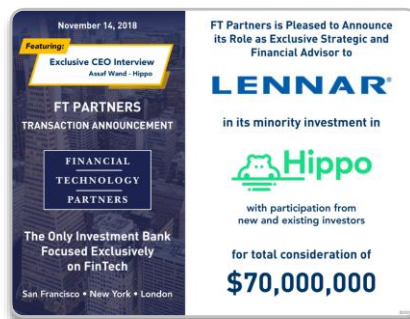 November 14, 2018
Featuring:
Exclusive CEO Interview
Assaf Wand - Hippo
FT PARTNERS
TRANSACTION ANNOUNCEMENT
FINANCIAL
TECHNOLOGY
PARTNERS
The Only Investment Bank
Focused Exclusively
on FinTech
San Francisco • New York • London
FT Partners is Pleased to Announce
its Role as Exclusive Strategic and
Financial Advisor to
LENNAR®
in its minority investment in
Hippo
with participation from
new and existing investors
for total consideration of
$70,000,000